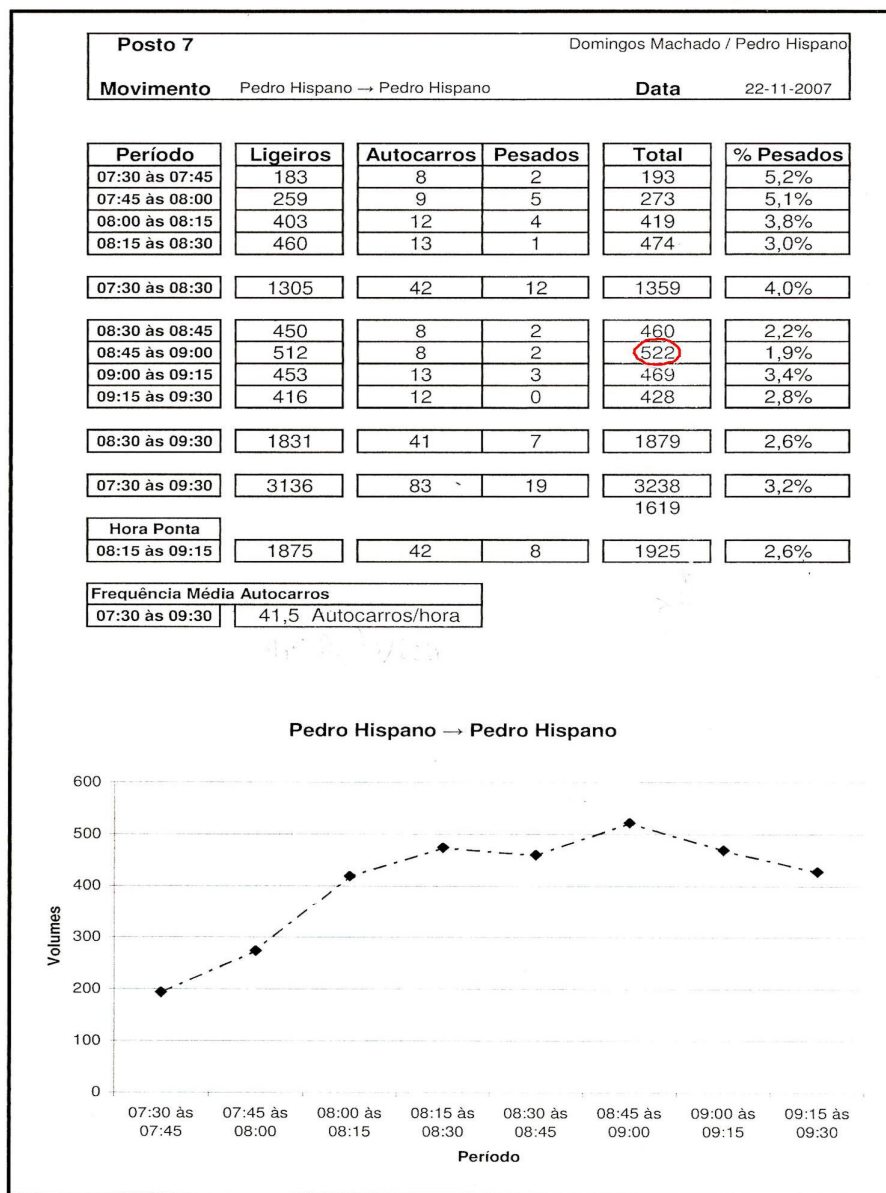 Posto 7 Domingos Machado / Pedro Hispano
Movimento Pedro Hispano → Pedro Hispano Data 22-11-2007
Período Ligeiros Autocarros Pesados Total % Pesados
07:30 às 07:45 183 8 2 193 5,2%
07:45 às 08:00 259 9 5 273 5,1%
08:00 às 08:15 403 12 4 419 3,8%
08:15 às 08:30 460 13 1 474 3,0%
07:30 às 08:30 1305 42 12 1359 4,0%
08:30 às 08:45 450 8 2 460 2,2%
08:45 às 09:00 512 8 2 522 1,9%
09:00 às 09:15 453 13 3 469 3,4%
09:15 às 09:30 416 12 0 428 2,8%
08:30 às 09:30 1831 41 7 1879 2,6%
07:30 às 09:30 3136 83 19 3238 3,2%
1619
Hora Ponta
08:15 às 09:15 1875 42 8 1925 2,6%
Frequência Média Autocarros
07:30 às 09:30 41,5 Autocarros/hora
Pedro Hispano → Pedro Hispano
600
500
400
300
200
100
0
Volumes
07:30 às 07:45 às 08:00 às 08:15 às 08:30 às 08:45 às 09:00 às 09:15 às
07:45 08:00 08:15 08:30 08:45 09:00 09:15 09:30
Período